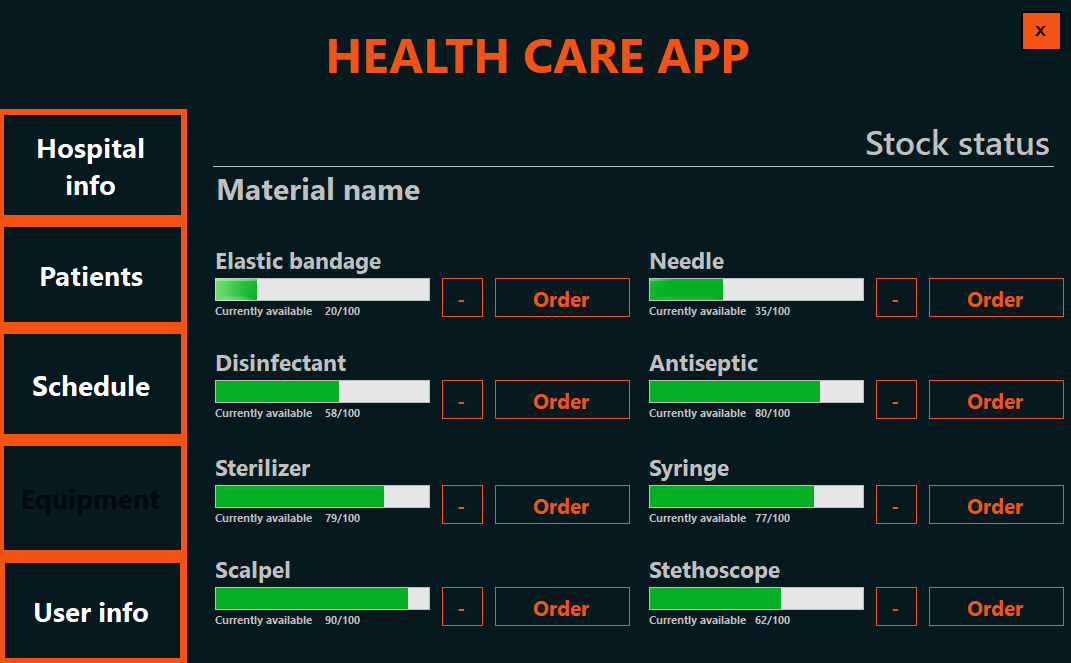 HEALTH CARE APP
x
Hospital
info
Patients
Schedule
Equipment
User info
Stock status
Material name
Elastic bandage
- Order
Currently available 20/100
Needle
- Order
Currently available 35/100
Disinfectant
- Order
Currently available 58/100
Antiseptic
- Order
Currently available 80/100
Sterilizer
- Order
Currently available 79/100
Syringe
- Order
Currently available 77/100
Scalpel
- Order
Currently available 90/100
Stethoscope
- Order
Currently available 62/100